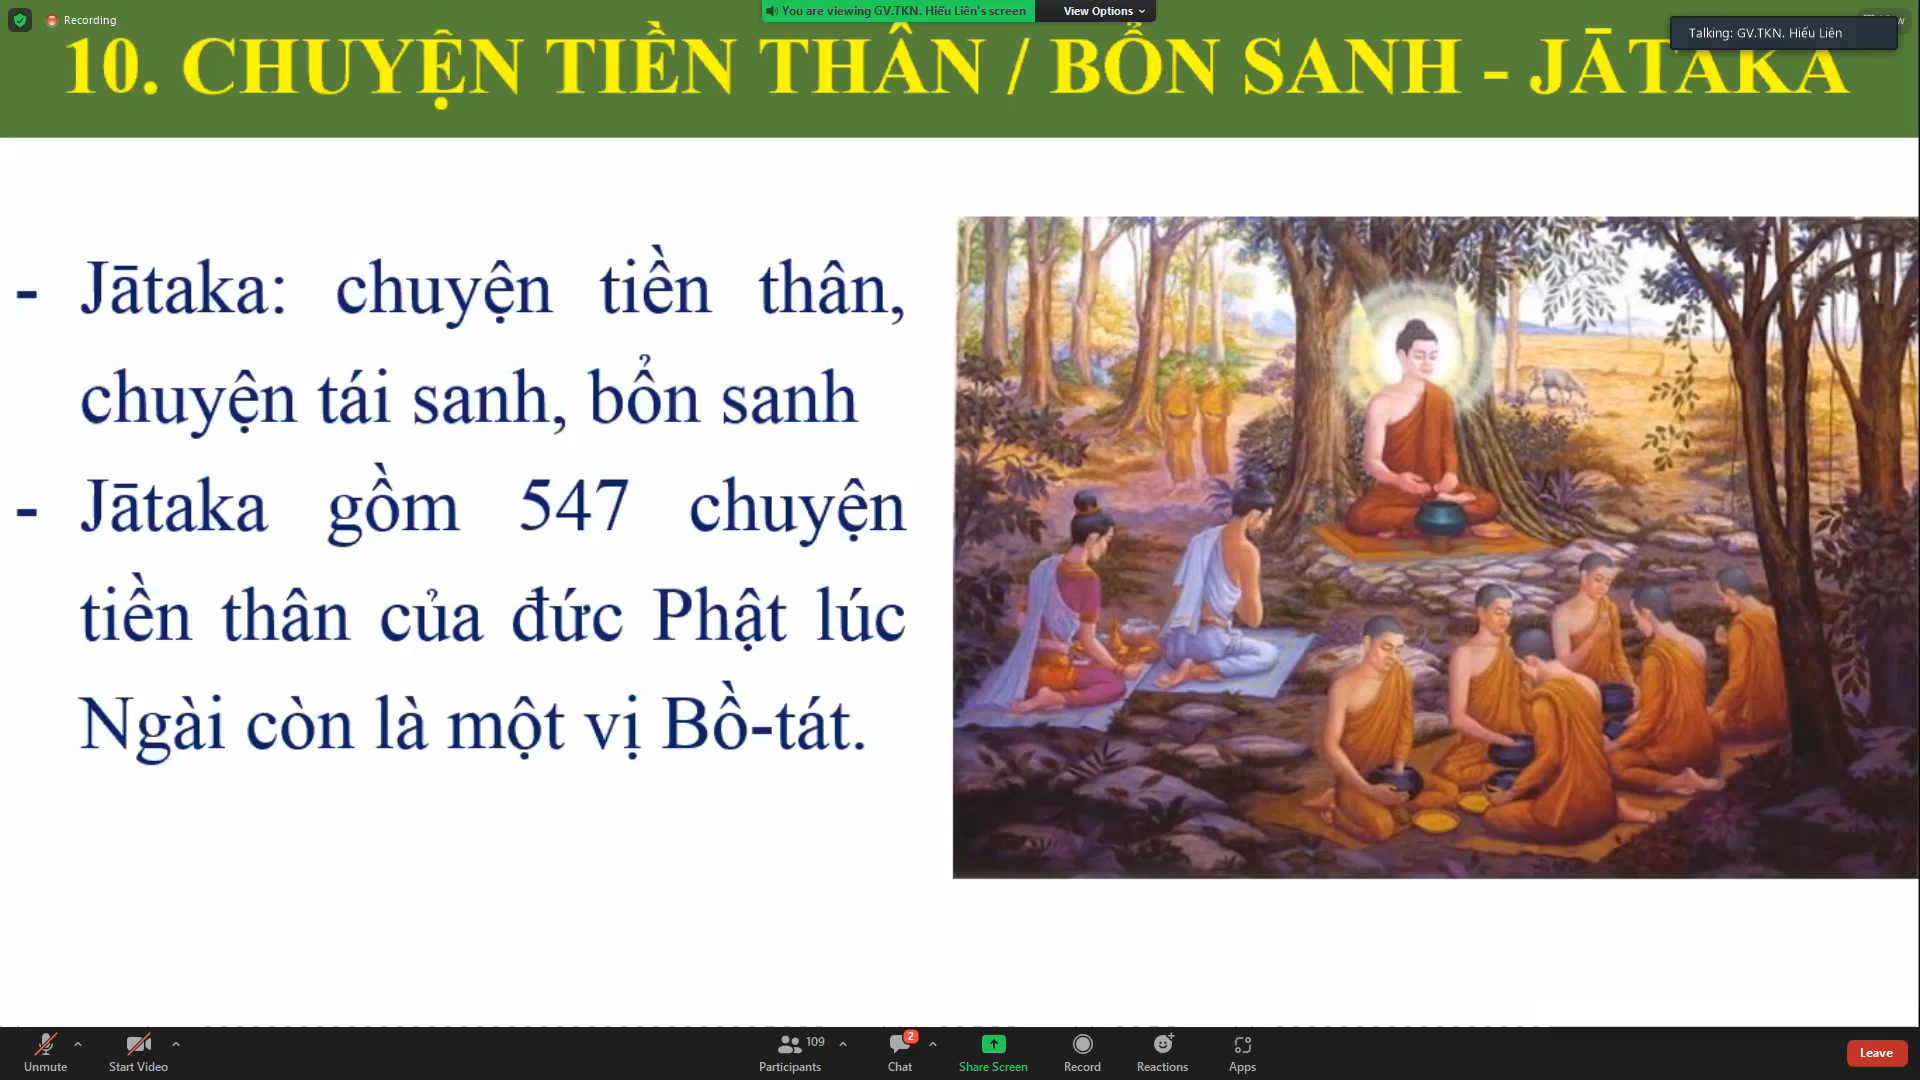 Recording
You are viewing GV.TKN. Hiếu Liên's screen
View Options
Talking: GV.TKN. Hiếu Liên
10. CHUYỆN TIỀN THÂN / BỔN SANH - JĀTAKA
- Jātaka: chuyện tiền thân,
chuyện tái sanh, bổn sanh
- Jātaka gồm 547 chuyện
tiền thân của đức Phật lúc
Ngài còn là một vị Bồ-tát.
Unmute
Start Video
109
Participants
2
Chat
Share Screen
Record
Reactions
Apps
Leave